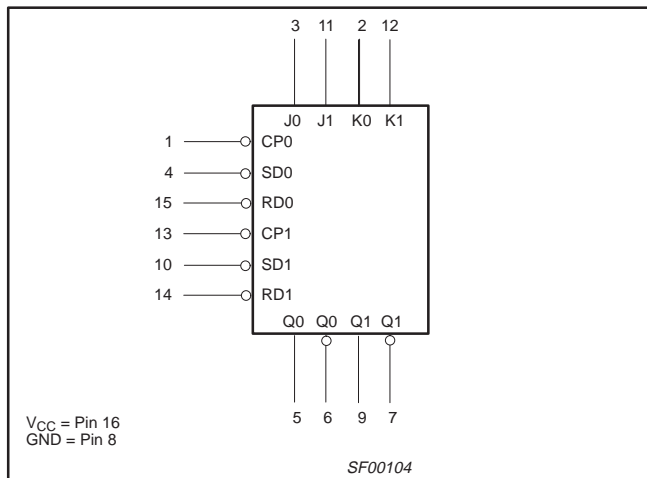 3 11 2 12
J0 J1 K0 K1
1 CP0
4 SD0
15 RD0
13 CP1
10 SD1
14 RD1
Q0 Q0 Q1 Q1
5 6 9 7
VCC = Pin 16
GND = Pin 8
SF00104